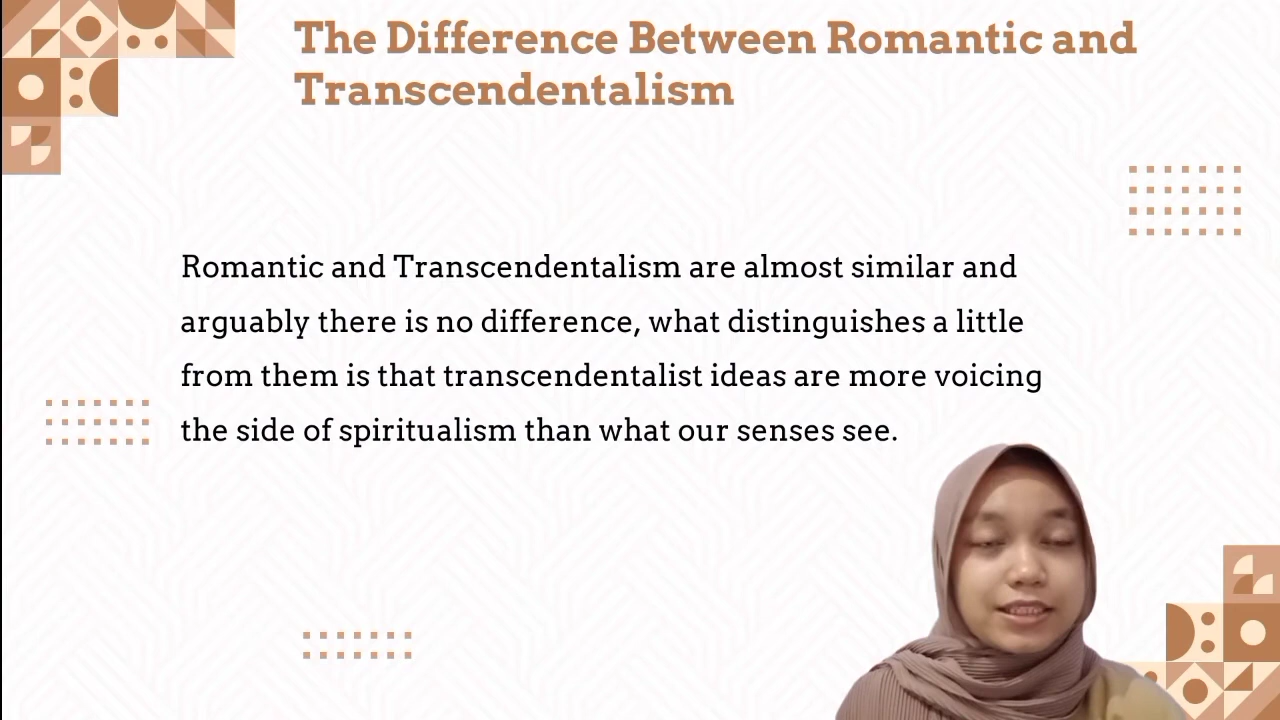 The Difference Between Romantic and
Transcendentalism
Romantic and Transcendentalism are almost similar and
arguably there is no difference, what distinguishes a little
from them is that transcendentalist ideas are more voicing
the side of spiritualism than what our senses see.